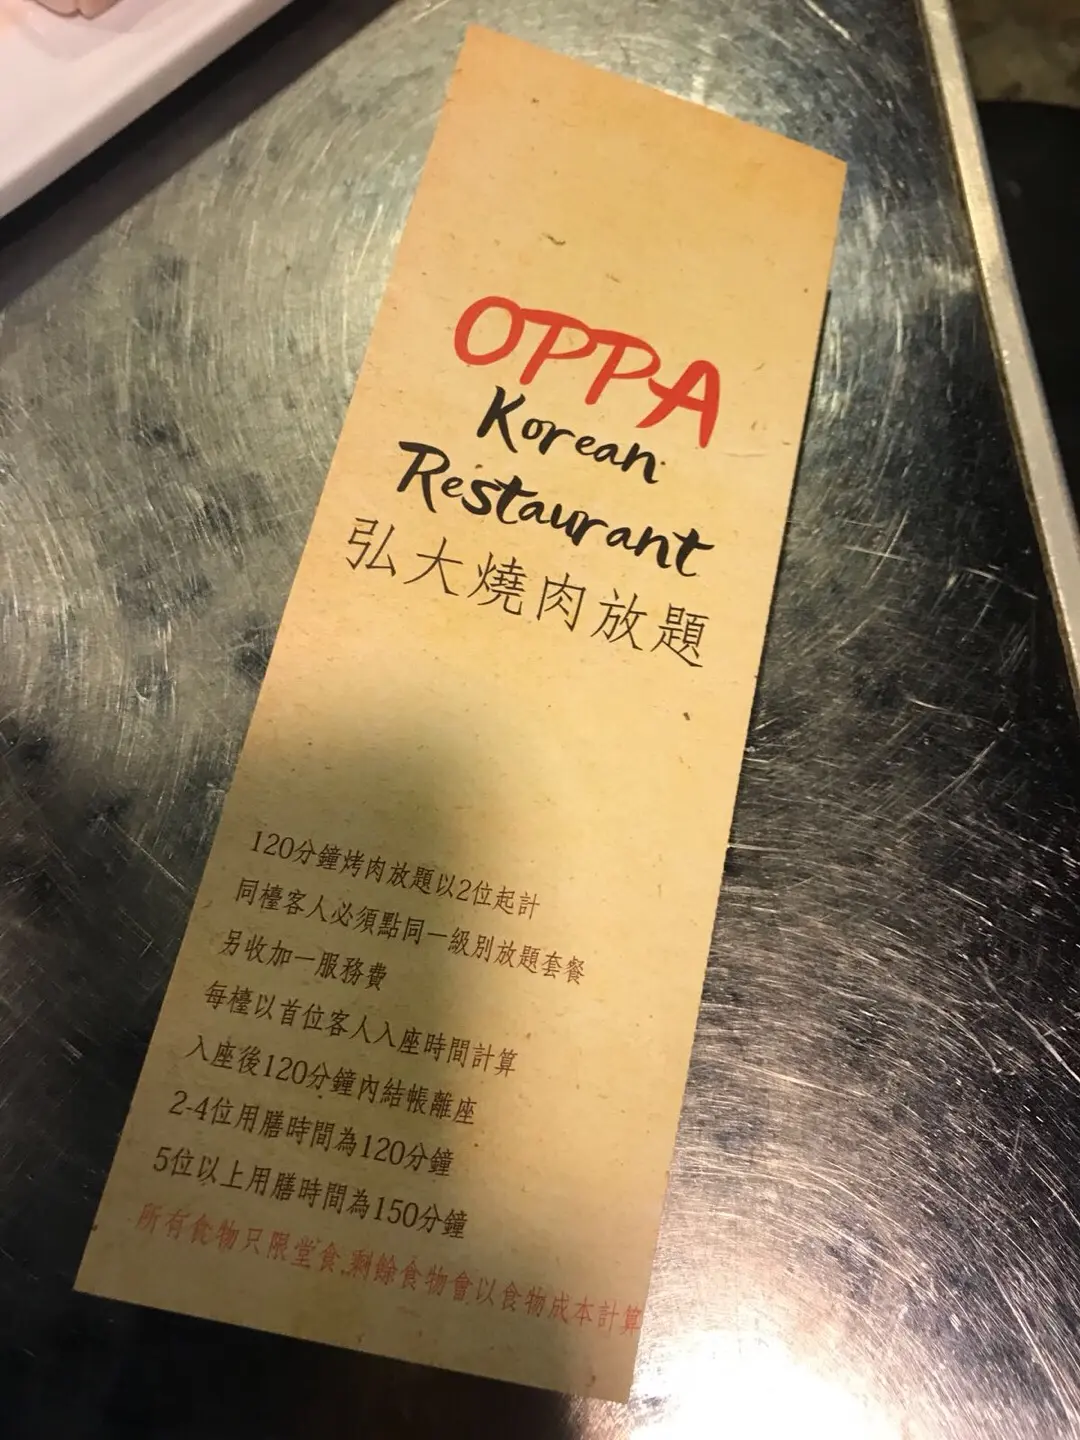 OPPA
Korean
Restaurant
弘大燒肉放題
120分鐘烤肉放題以2位起計
同檯客人必須點同一級別放題套餐
另收加一服務費
每檯以首位客人入座時間計算
入座後120分鐘內結帳離座
2-4位用膳時間為120分鐘
5位以上用膳時間為150分鐘
所有食物只限堂食,剩餘食物會以食物成本計算